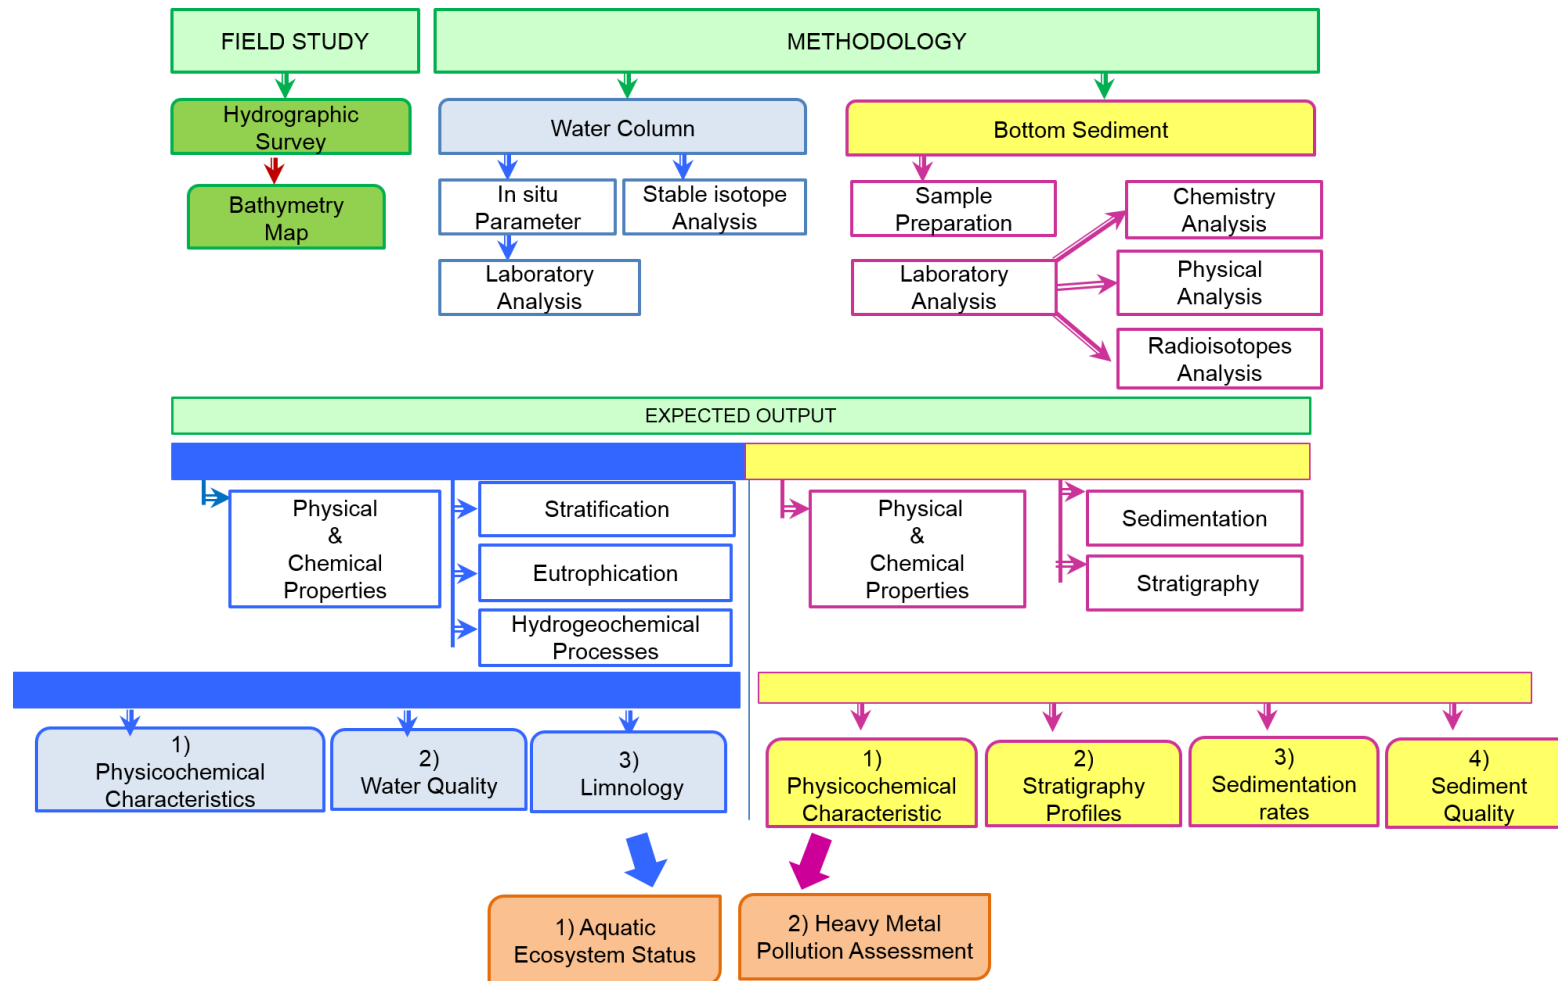 FIELD STUDY
METHODOLOGY
Hydrographic
Survey
Water Column
Bottom Sediment
Bathymetry
Map
In situ
Parameter
Stable isotope
Analysis
Laboratory
Analysis
Sample
Preparation
Laboratory
Analysis
Chemistry
Analysis
Physical
Analysis
Radioisotopes
Analysis
EXPECTED OUTPUT
Physical
&
Chemical
Properties
Stratification
Eutrophication
Hydrogeochemical
Processes
Physical
&
Chemical
Properties
Sedimentation
Stratigraphy
1)
Physicochemical
Characteristics
2)
Water Quality
3)
Limnology
1)
Physicochemical
Characteristic
2)
Stratigraphy
Profiles
3)
Sedimentation
rates
4)
Sediment
Quality
1) Aquatic
Ecosystem Status
2) Heavy Metal
Pollution Assessment